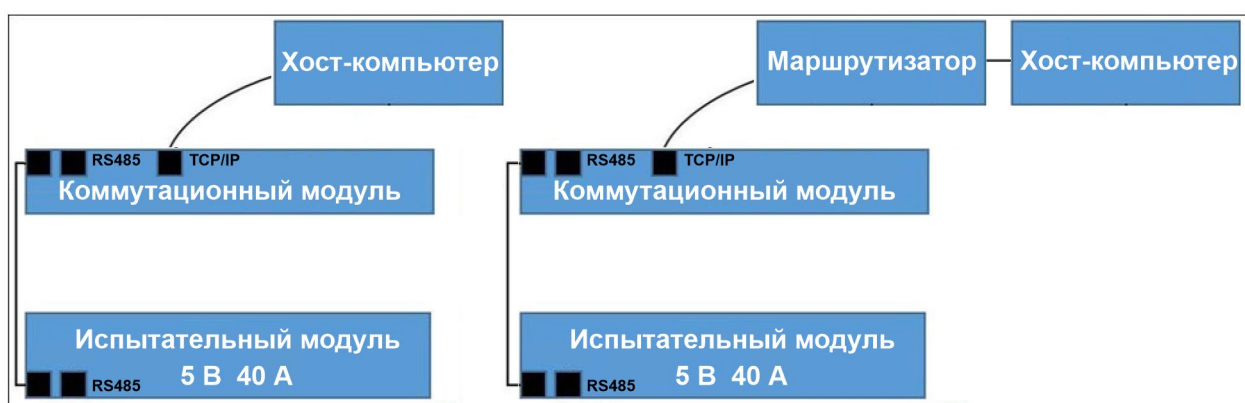 Хост-компьютер
RS485 TCP/IP
Коммутационный модуль
Испытательный модуль
5 В 40 А
RS485
Маршрутизатор
Хост-компьютер
RS485 TCP/IP
Коммутационный модуль
Испытательный модуль
5 В 40 А
RS485